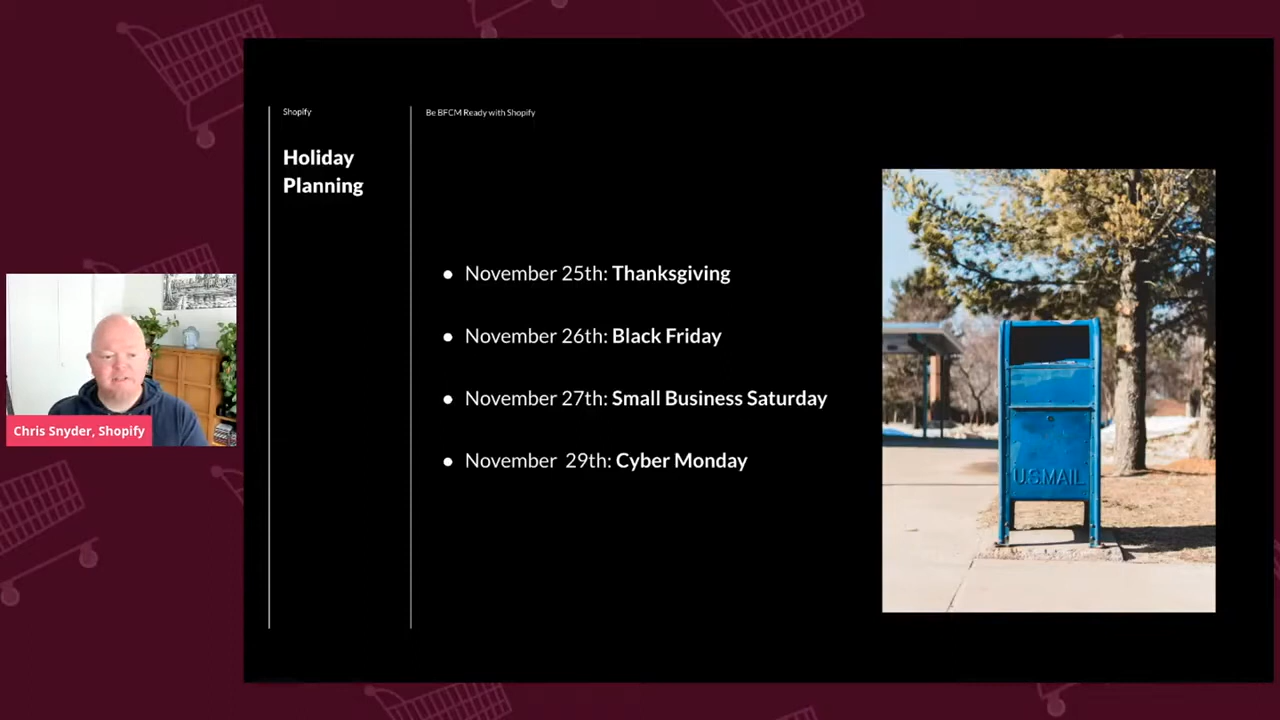 Shopify
Be BFCM Ready with Shopify
Holiday
Planning
● November 25th: Thanksgiving
● November 26th: Black Friday
● November 27th: Small Business Saturday
● November  29th: Cyber Monday
U.S.MAIL
Chris Snyder, Shopify